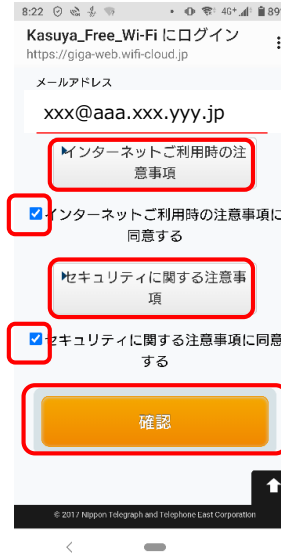 8:22
4G+ 89
Kasuya_Free_Wi-Fi にログイン
https://giga-web.wifi-cloud.jp
メールアドレス
xxx@aaa.xxx.yyy.jp
インターネットご利用時の注
意事項
インターネットご利用時の注意事項に
同意する
セキュリティに関する注意事
項
セキュリティに関する注意事項に同意
する
確認
© 2017 Nippon Telegraph and Telephone East Corporation